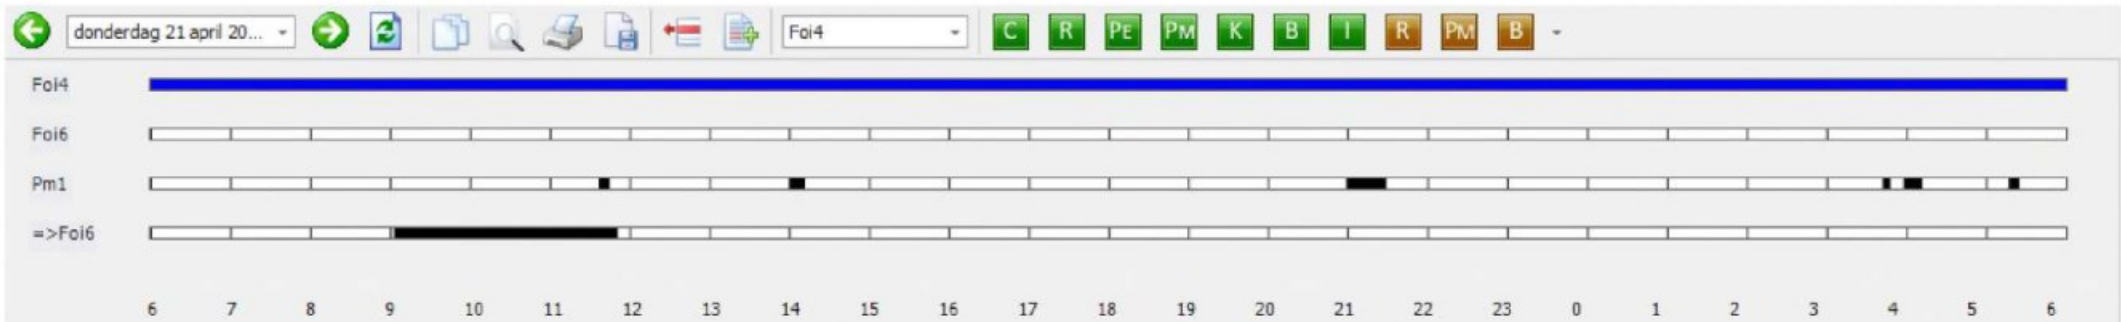 donderdag 21 april 20... Foi4 C R PE PM K B I R PM B
Foi4
Foi6
Pm1
=>Foi6
6 7 8 9 10 11 12 13 14 15 16 17 18 19 20 21 22 23 0 1 2 3 4 5 6